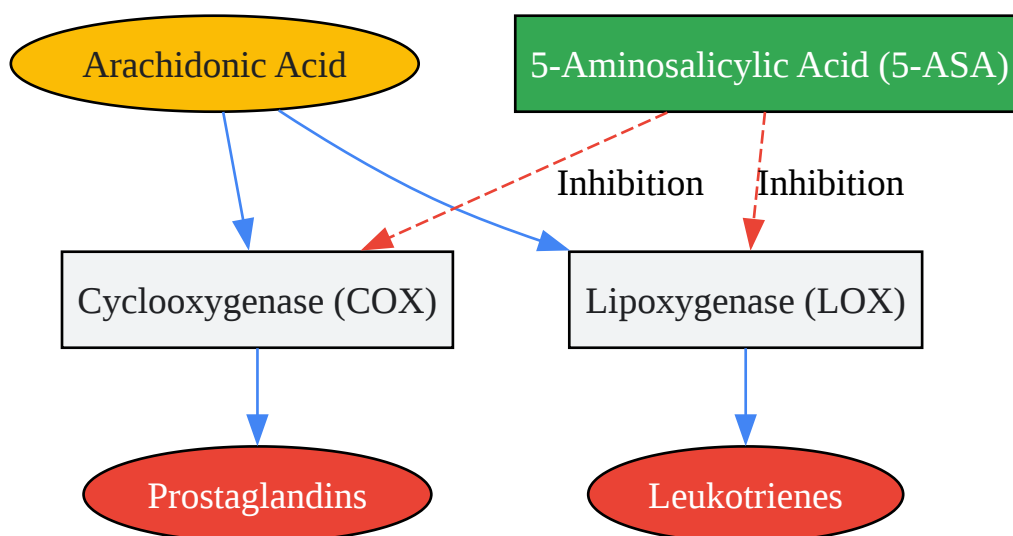 Arachidonic Acid
5-Aminosalicylic Acid (5-ASA)
Inhibition
Inhibition
Cyclooxygenase (COX)
Lipoxygenase (LOX)
Prostaglandins
Leukotrienes